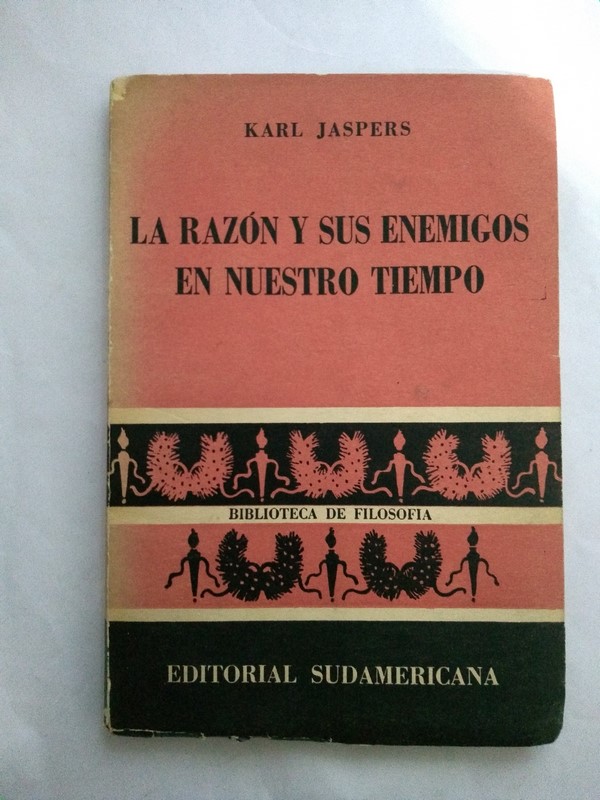 KARL JASPERS
LA RAZÓN Y SUS ENEMIGOS
EN NUESTRO TIEMPO
BIBLIOTECA DE FILOSOFIA
EDITORIAL SUDAMERICANA